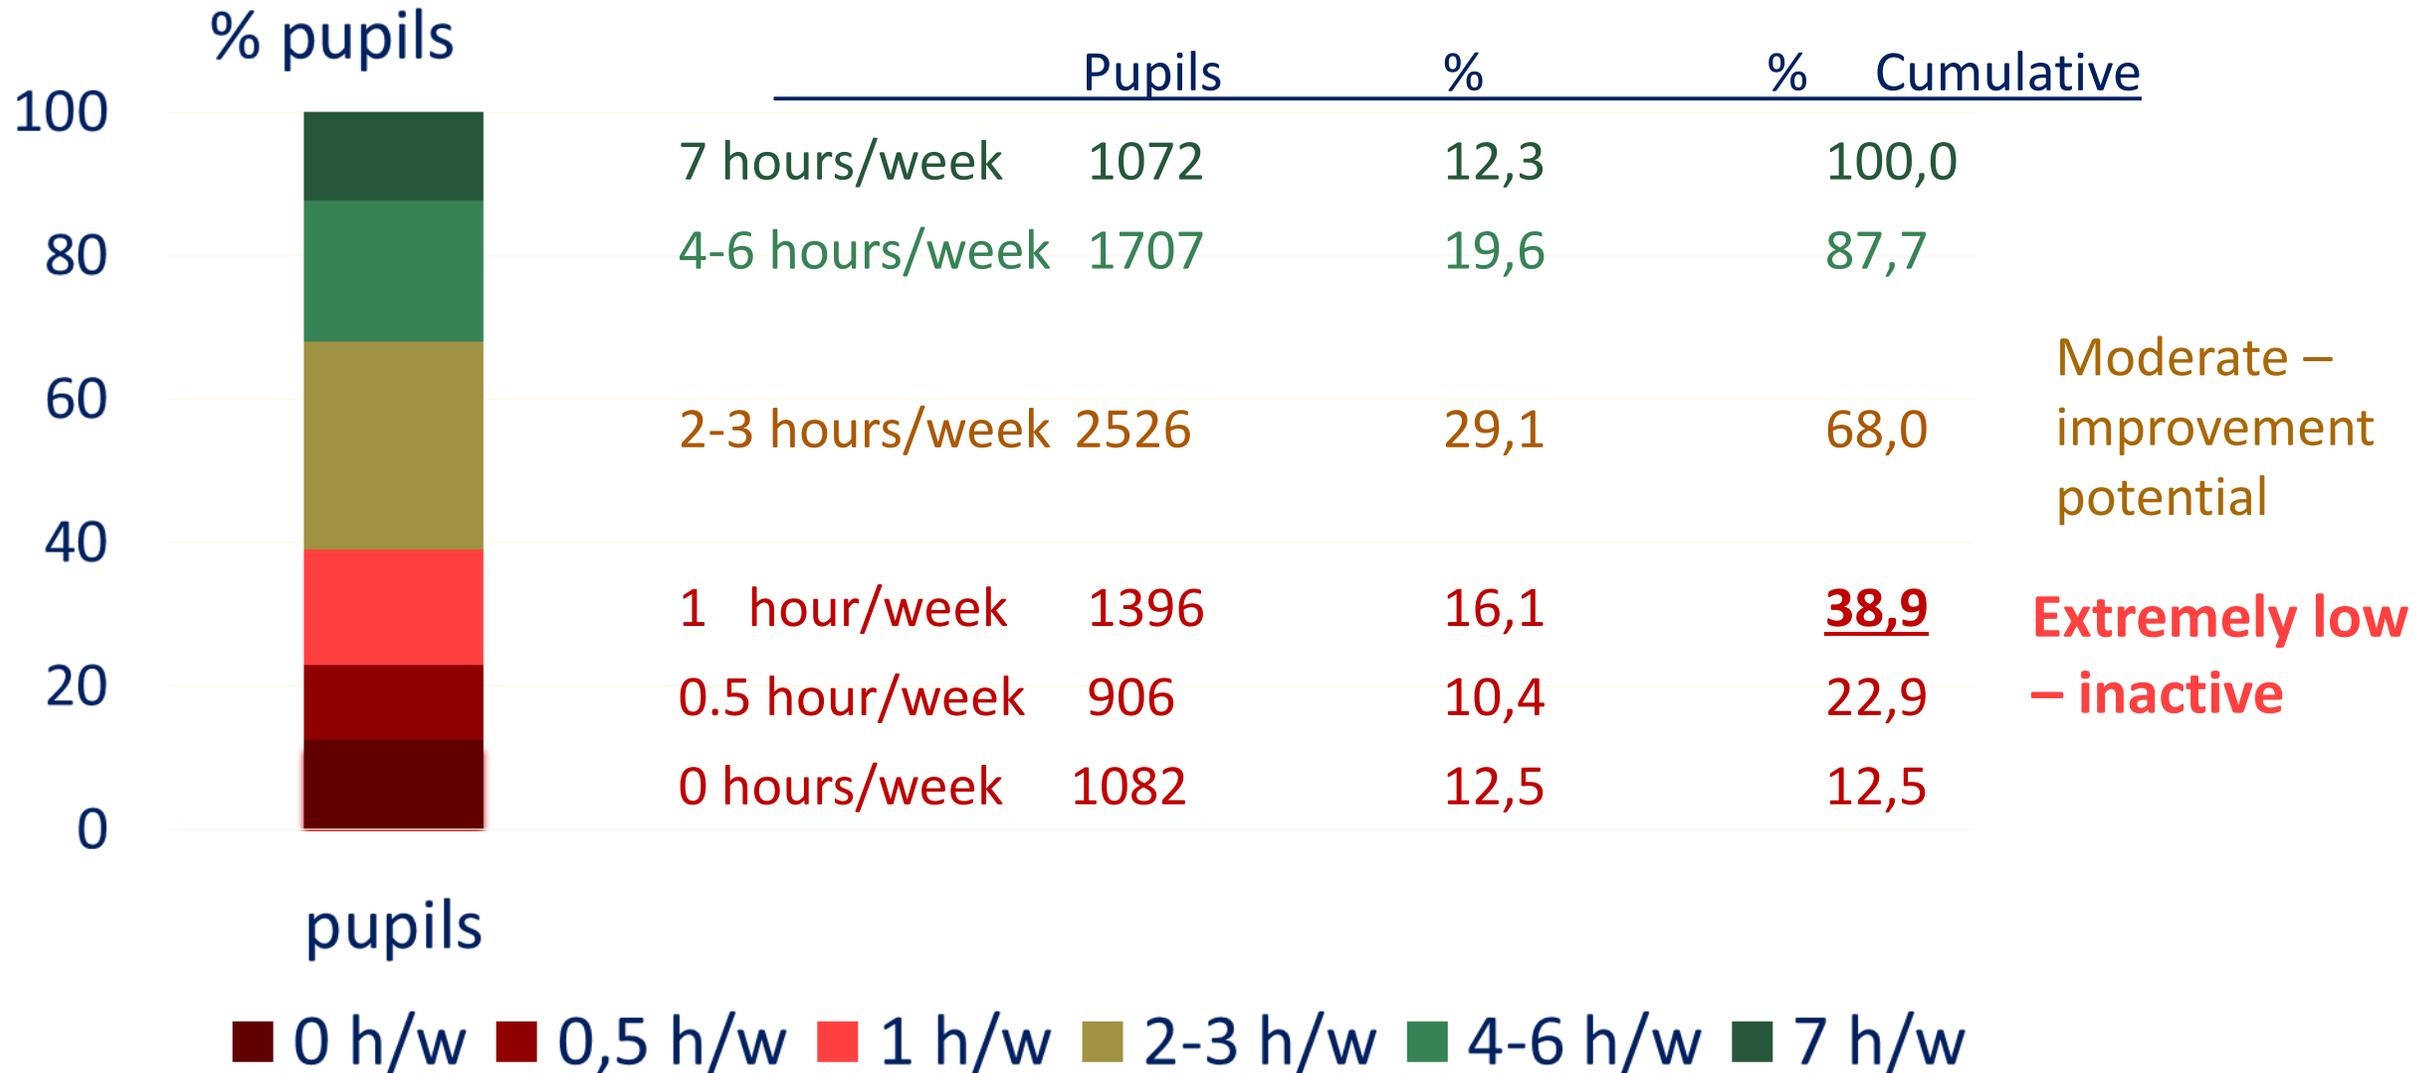 % pupils
Pupils % % Cumulative
100
7 hours/week 1072 12,3 100,0
80
4-6 hours/week 1707 19,6 87,7
60
2-3 hours/week 2526 29,1 68,0
Moderate –
improvement
potential
40
1 hour/week 1396 16,1 38,9
Extremely low
– inactive
20
0.5 hour/week 906 10,4 22,9
0 hours/week 1082 12,5 12,5
0
pupils
0 h/w 0,5 h/w 1 h/w 2-3 h/w 4-6 h/w 7 h/w